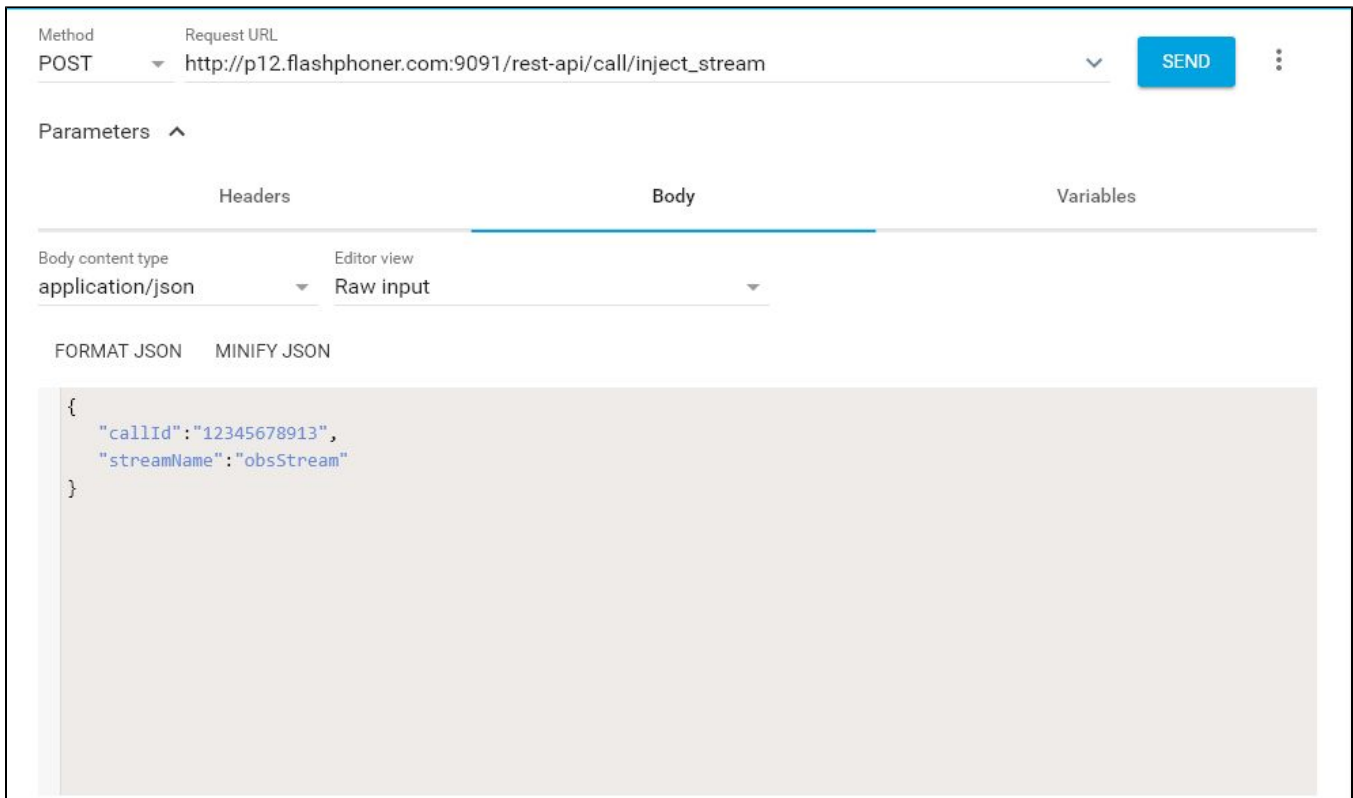 Method Request URL
POST http://p12.flashphoner.com:9091/rest-api/call/inject_stream SEND
Parameters
Headers Body Variables
Body content type Editor view
application/json Raw input
FORMAT JSON MINIFY JSON
{
"callId":"12345678913",
"streamName":"obsStream"
}